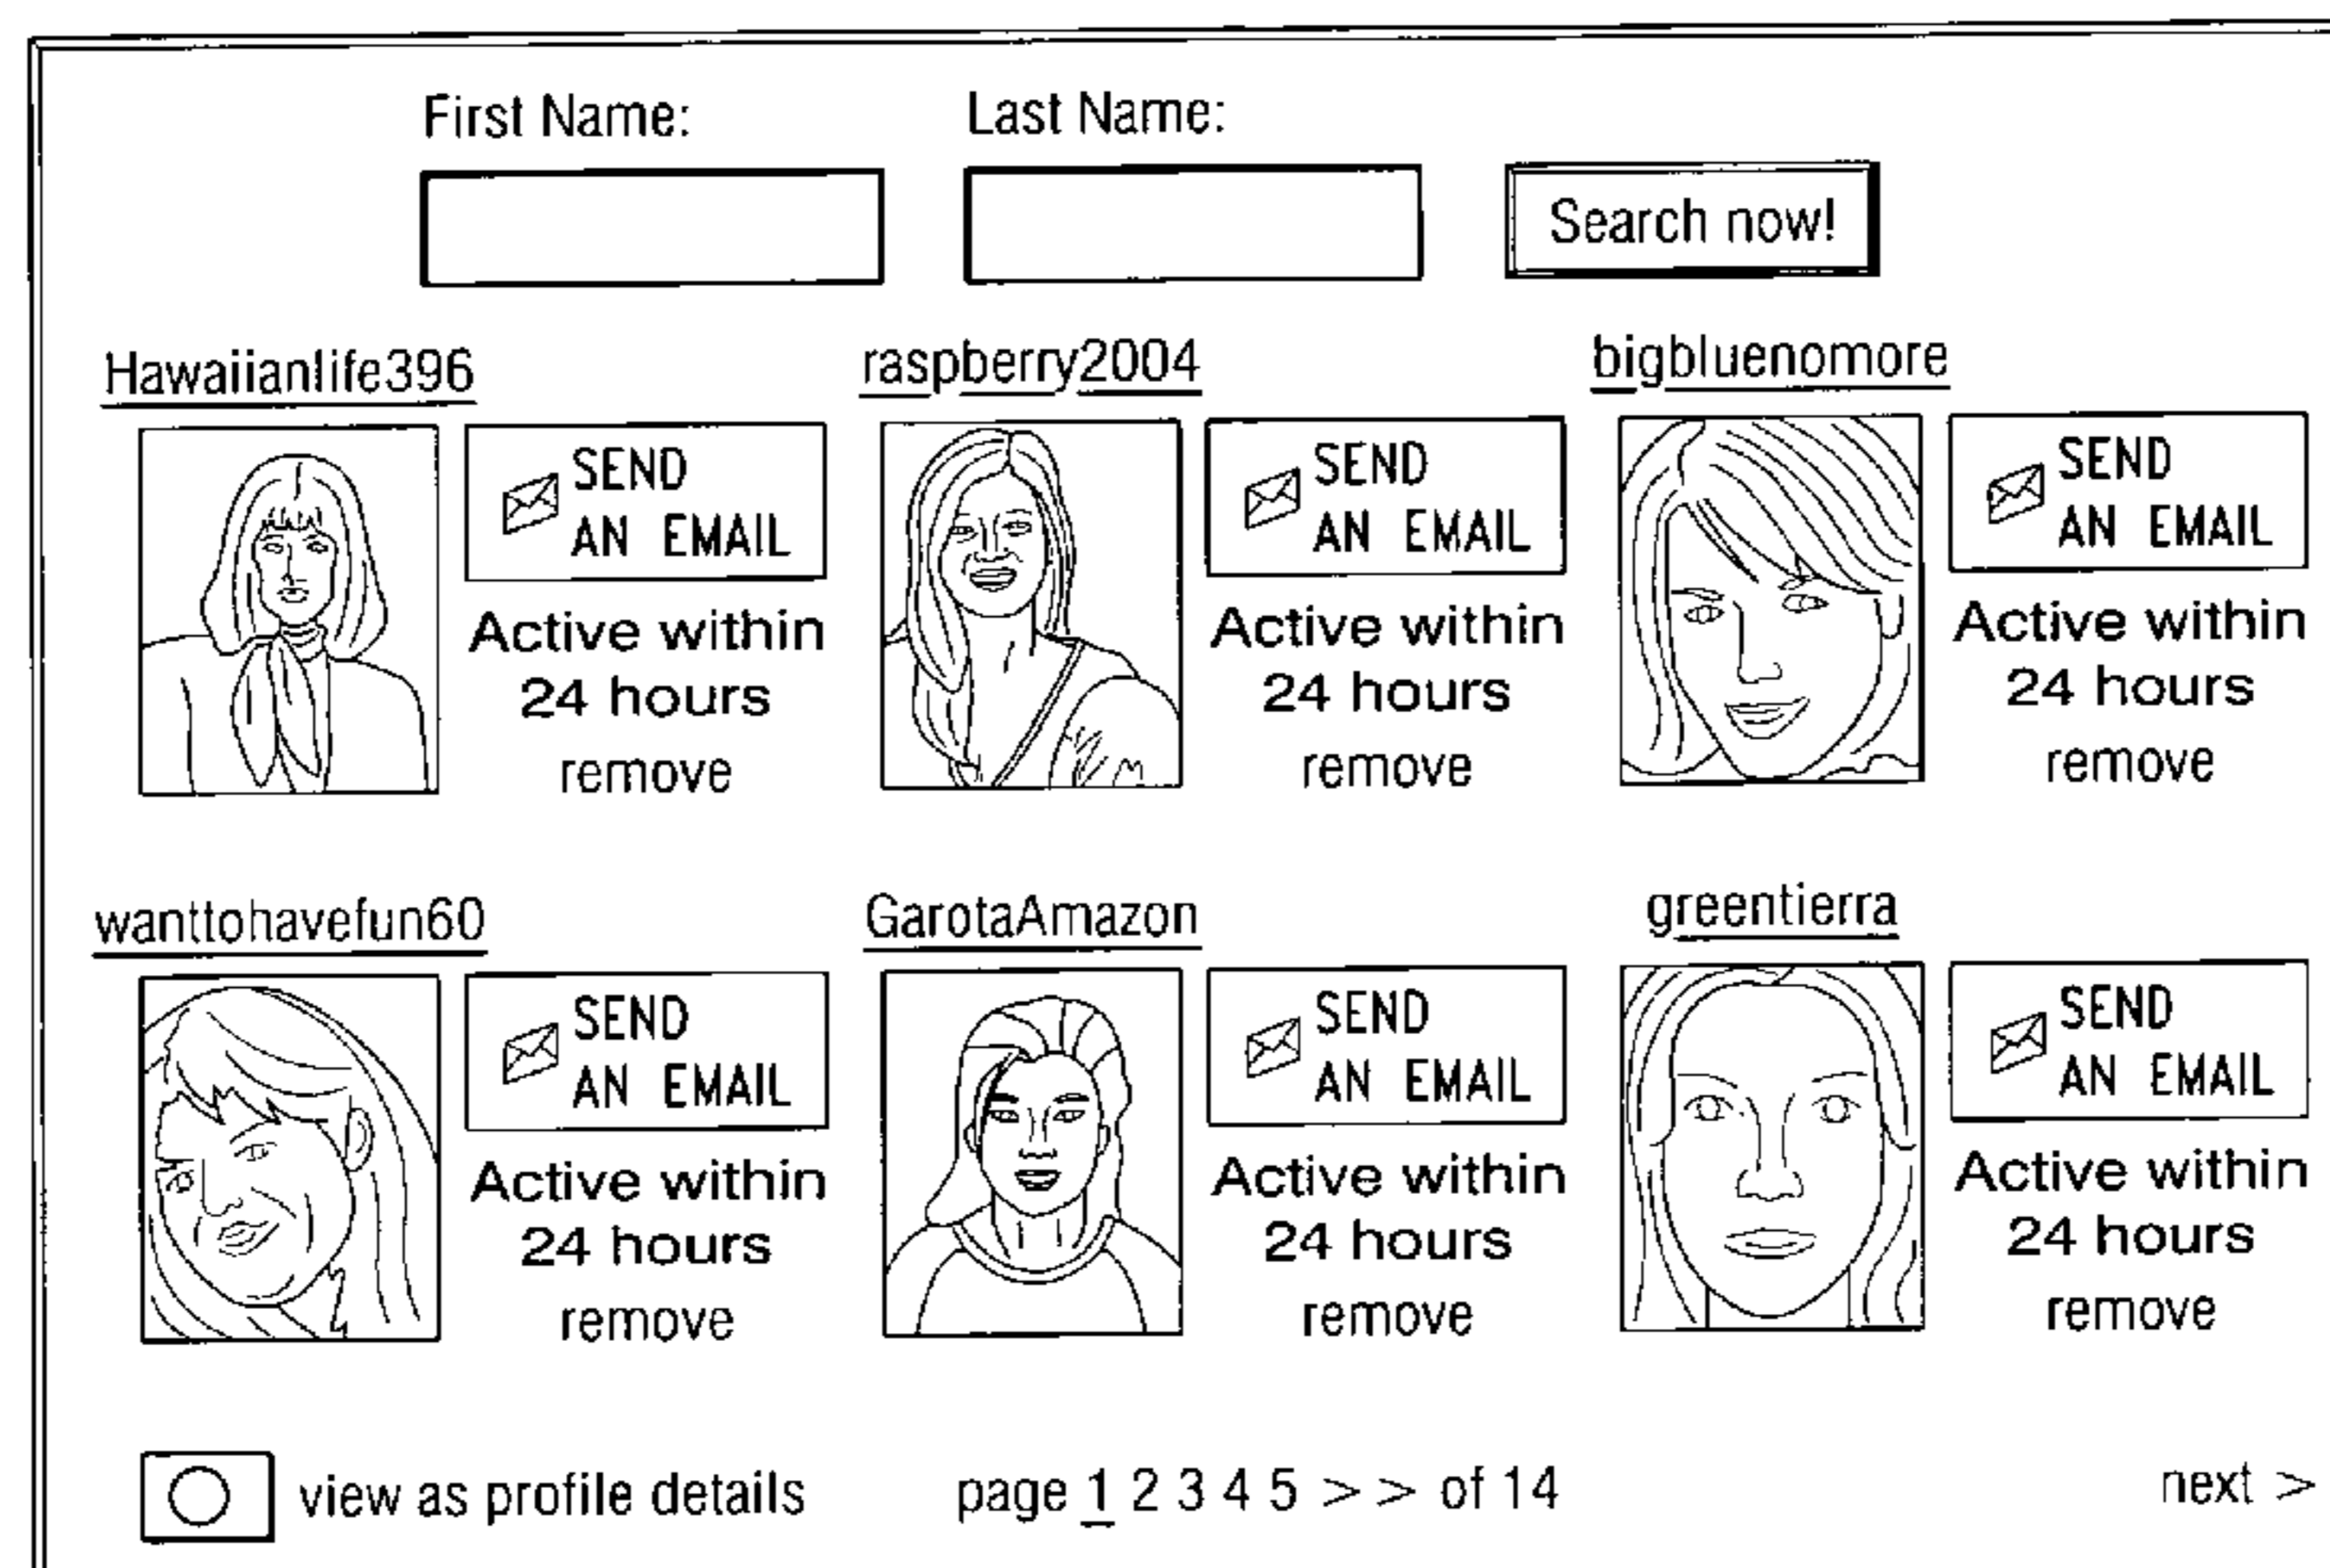 First Name: Last Name:
Search now!
Hawaiianlife396 raspberry2004 bigbluenomore
SEND SEND SEND
AN EMAIL AN EMAIL AN EMAIL
Active within Active within Active within
24 hours 24 hours 24 hours
remove remove remove
wanttohavefun60 GarotaAmazon greentierra
SEND SEND SEND
AN EMAIL AN EMAIL AN EMAIL
Active within Active within Active within
24 hours 24 hours 24 hours
remove remove remove
view as profile details page 1 2 3 4 5 > > of 14 next >